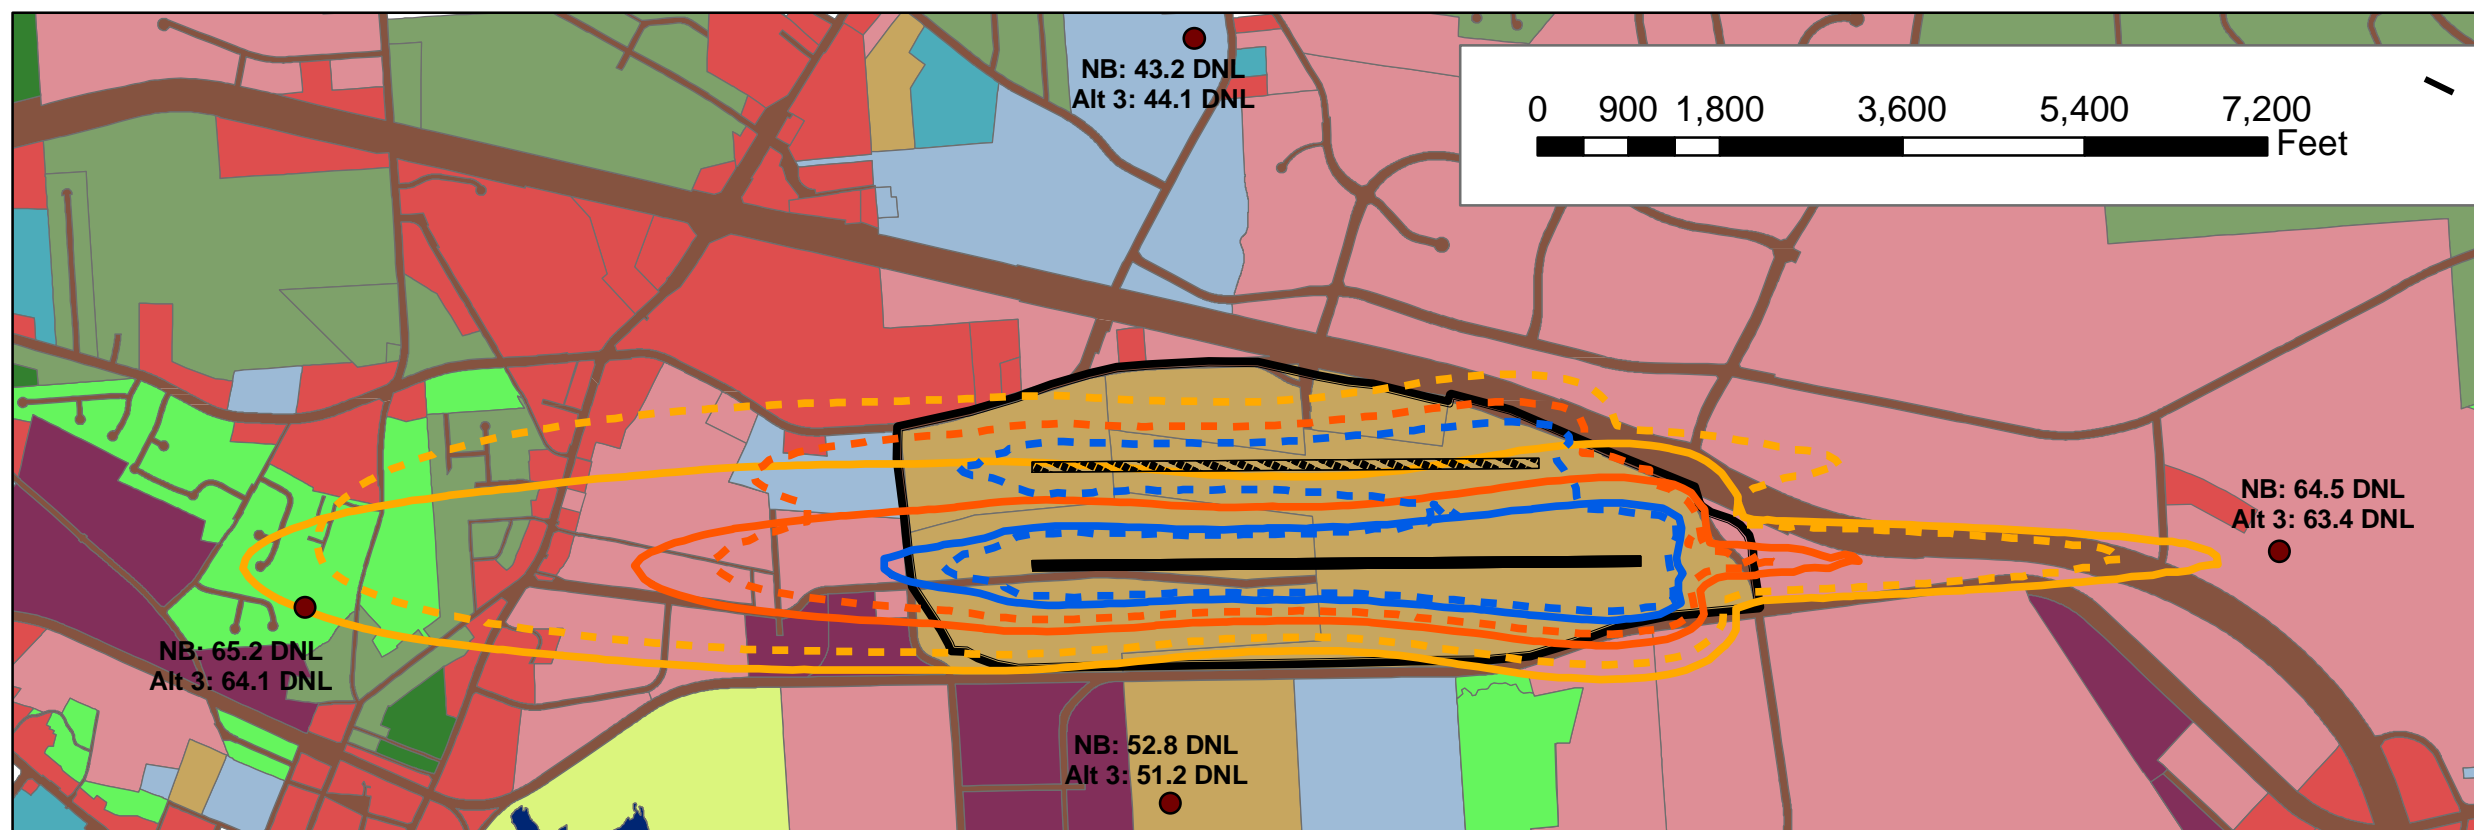 NB: 43.2 DNL
Alt 3: 44.1 DNL
0 900 1,800 3,600 5,400 7,200
Feet
NB: 64.5 DNL
Alt 3: 63.4 DNL
NB: 65.2 DNL
Alt 3: 64.1 DNL
NB: 52.8 DNL
Alt 3: 51.2 DNL